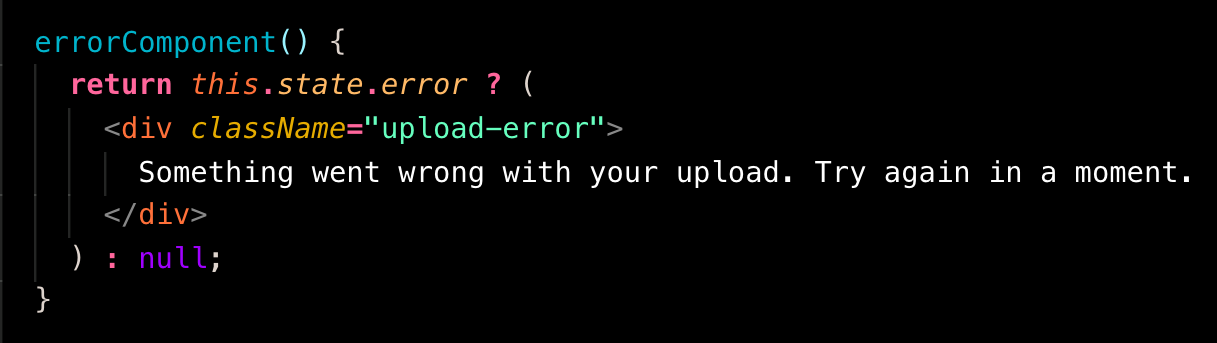 errorComponent() {
return this.state.error ? (
<div className="upload-error">
Something went wrong with your upload. Try again in a moment.
</div>
) : null;
}